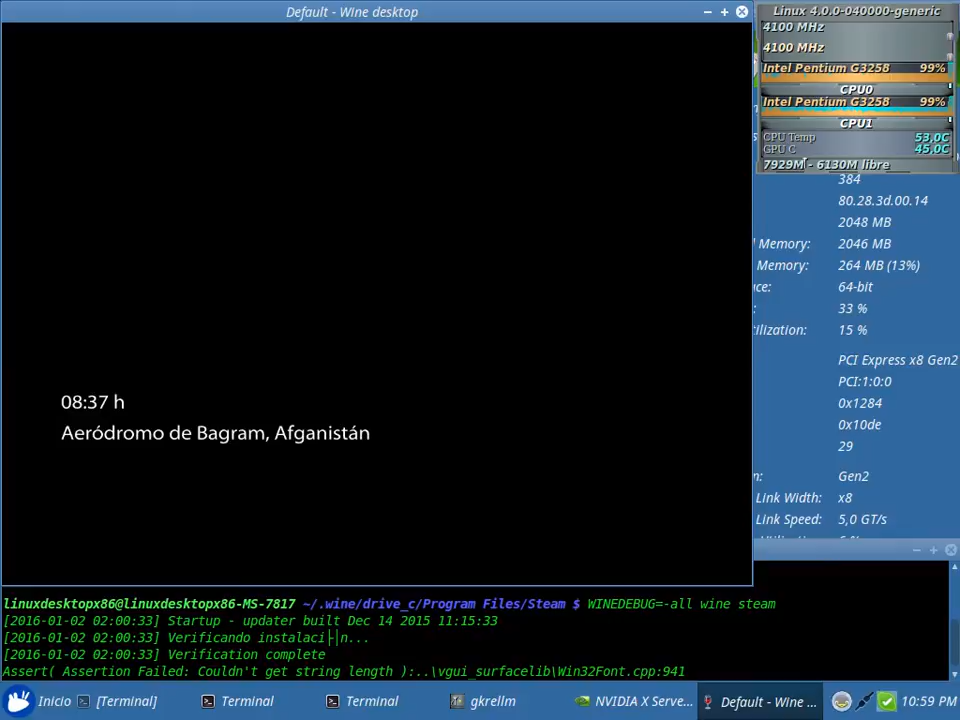 Default - Wine desktop
Linux 4.0.0-040000-generic
4100 MHz
4100 MHz
Intel Pentium G3258 99%
CPU0
Intel Pentium G3258 99%
CPU1
CPU Temp 53,0C
GPU C 45.0C
7929M - 6130M libre
384
80.28.3d.00.14
2048 MB
Memory: 2046 MB
Memory: 264 MB (13%)
64-bit
33 %
15 %
PCI Express x8 Gen2
PCI:1:0:0
0x1284
0x10de
29
Gen2
Link Width: x8
Link Speed: 5,0 GT/s
08:37 h
Aeródromo de Bagram, Afganistán
linuxdesktopx86@linuxdesktopx86-MS-7817 ~/.wine/drive_c/Program Files/Steam $ WINEDEBUG=-all wine steam
[2016-01-02 02:00:33] Startup - updater built Dec 14 2015 11:15:33
[2016-01-02 02:00:33] Verificando instalaci├│n...
[2016-01-02 02:00:33] Verification complete
Assert( Assertion Failed: Couldn't get string length ):..\vgui_surfacelib\Win32Font.cpp:941
Inicio [Terminal] Terminal Terminal gkrellm NVIDIA X Serve... Default - Wine ... 10:59 PM